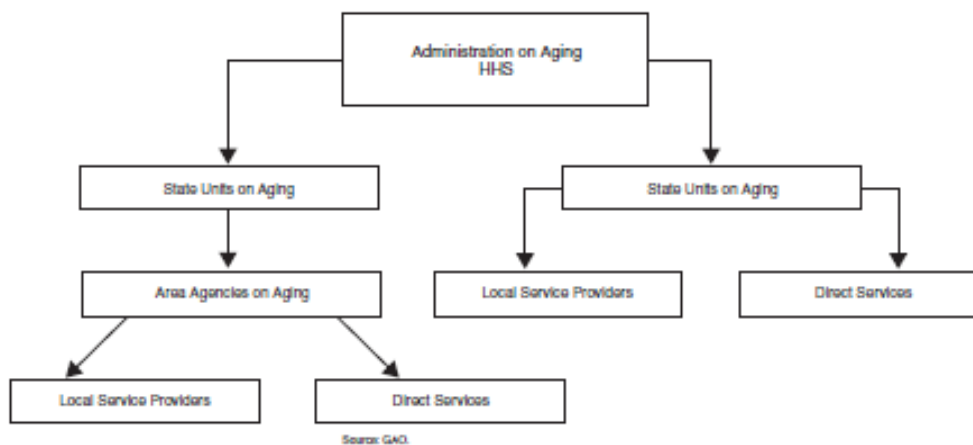 Administration on Aging
HHS
State Units on Aging
State Units on Aging
Area Agencies on Aging
Local Service Providers
Direct Services
Local Service Providers
Direct Services
Source: GAO.